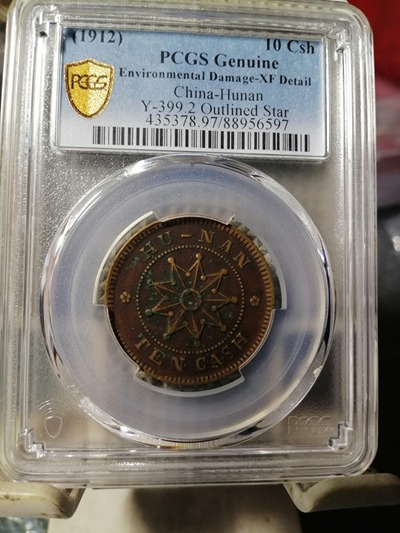 (1912) 10 Csh
PCGS Genuine
Environmental Damage-XF Detail
China-Hunan
Y-399.2 Outlined Star
435378.97/88956597
PCGS
HU-NAN
TEN CASH
PCGS